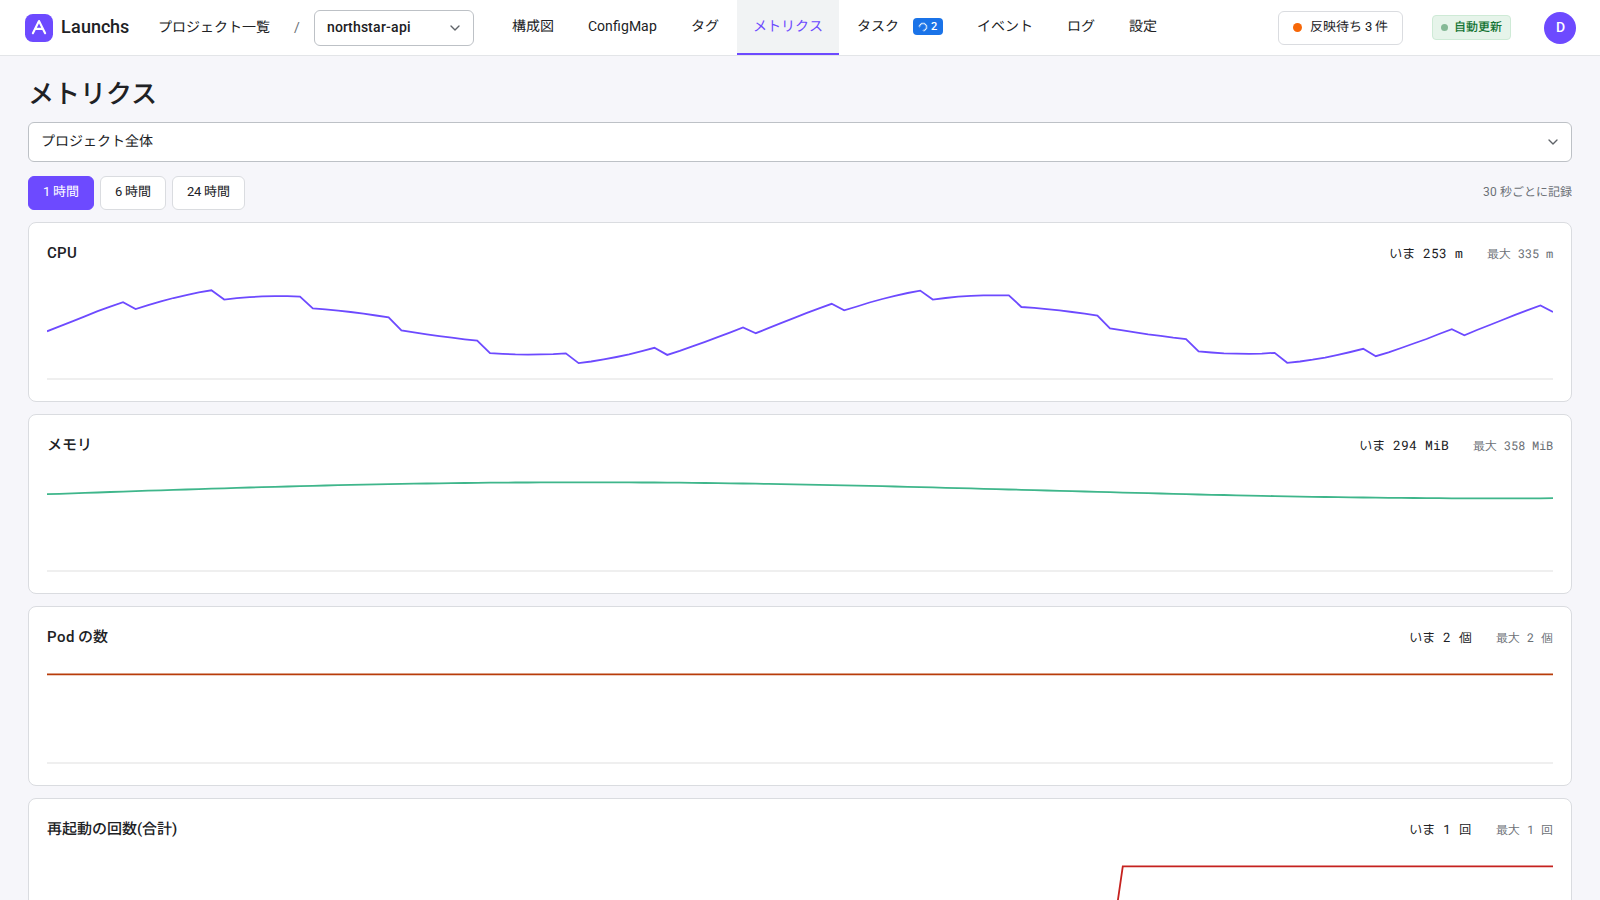 Launchs プロジェクト一覧 / northstar-api 構成図 ConfigMap タグ メトリクス タスク 2 イベント ログ 設定 反映待ち 3 件 自動更新 D
メトリクス
プロジェクト全体
1 時間 6 時間 24 時間 30 秒ごとに記録
CPU いま 253 m 最大 335 m
メモリ いま 294 MiB 最大 358 MiB
Pod の数 いま 2 個 最大 2 個
再起動の回数(合計) いま 1 回 最大 1 回